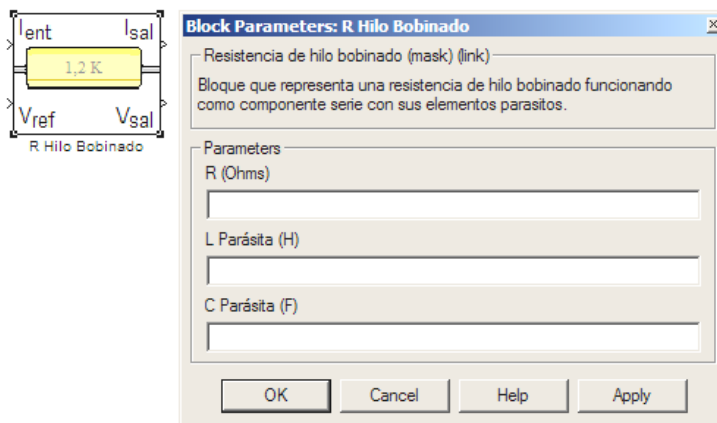 Ient
Isal
1,2 K
Vref
Vsal
R Hilo Bobinado
Block Parameters: R Hilo Bobinado
Resistencia de hilo bobinado (mask) (link)
Bloque que representa una resistencia de hilo bobinado funcionando
como componente serie con sus elementos parasitos.
Parameters
R (Ohms)
L Parásita (H)
C Parásita (F)
OK
Cancel
Help
Apply